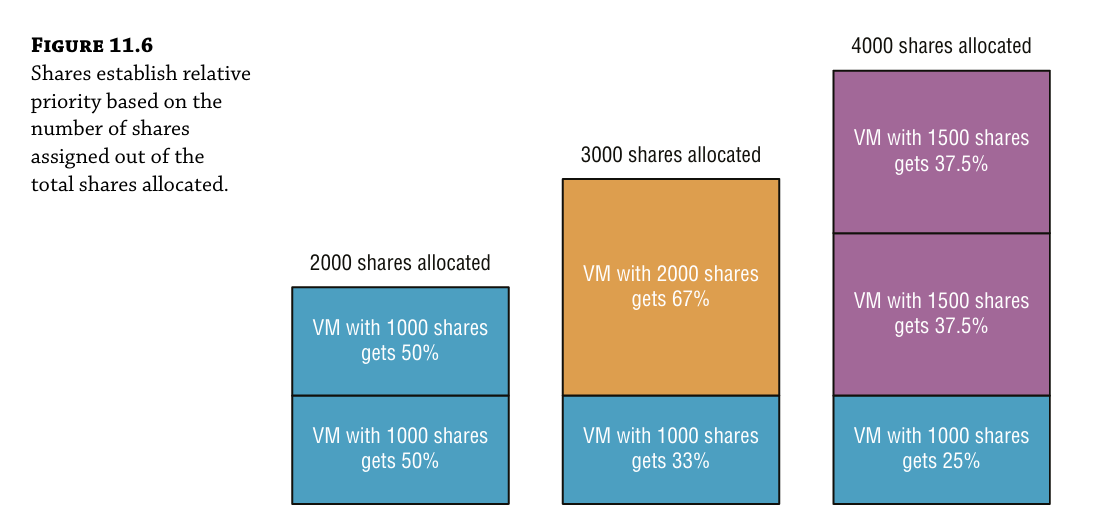 FIGURE 11.6
Shares establish relative
priority based on the
number of shares
assigned out of the
total shares allocated.
2000 shares allocated
VM with 1000 shares
gets 50%
VM with 1000 shares
gets 50%
3000 shares allocated
VM with 2000 shares
gets 67%
VM with 1000 shares
gets 33%
4000 shares allocated
VM with 1500 shares
gets 37.5%
VM with 1500 shares
gets 37.5%
VM with 1000 shares
gets 25%